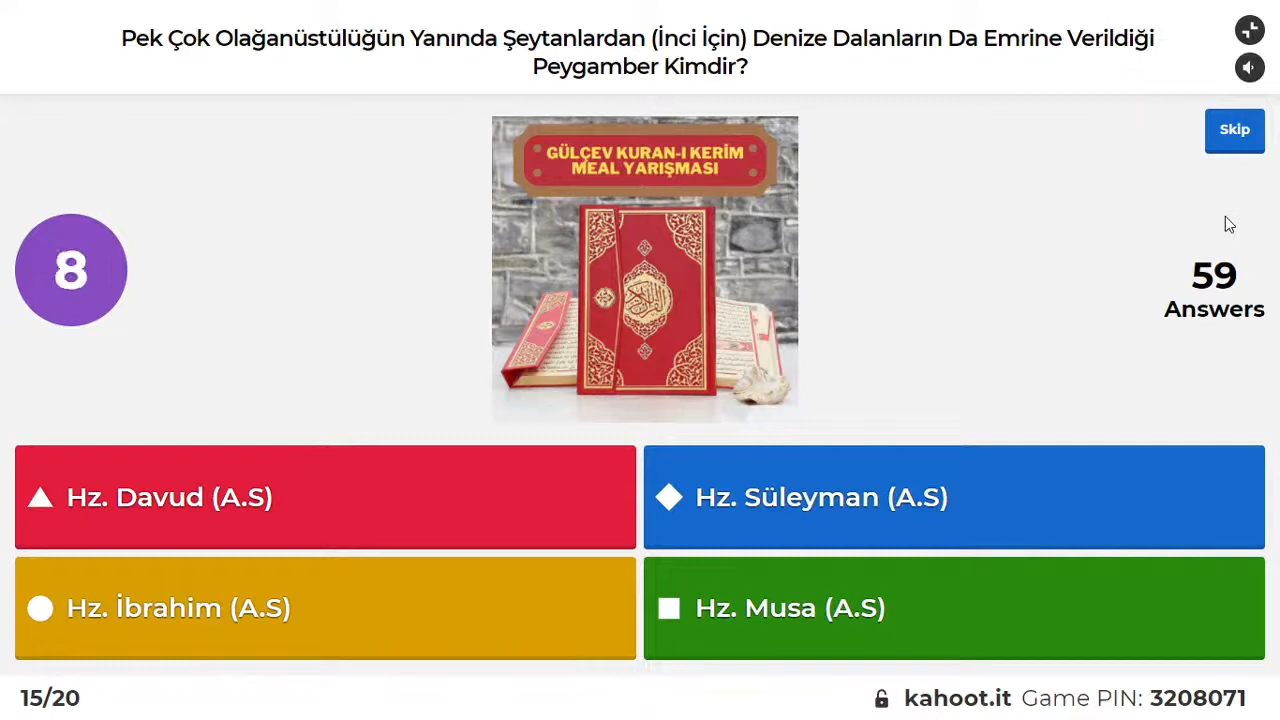 Pek Çok Olağanüstülüğün Yanında Şeytanlardan (İnci İçin) Denize Dalanların Da Emrine Verildiği
Peygamber Kimdir?
Skip
GÜLÇEV KURAN-I KERİM
MEAL YARIŞMASI
8
59
Answers
Hz. Davud (A.S)
Hz. Süleyman (A.S)
Hz. İbrahim (A.S)
Hz. Musa (A.S)
15/20
kahoot.it Game PIN: 3208071